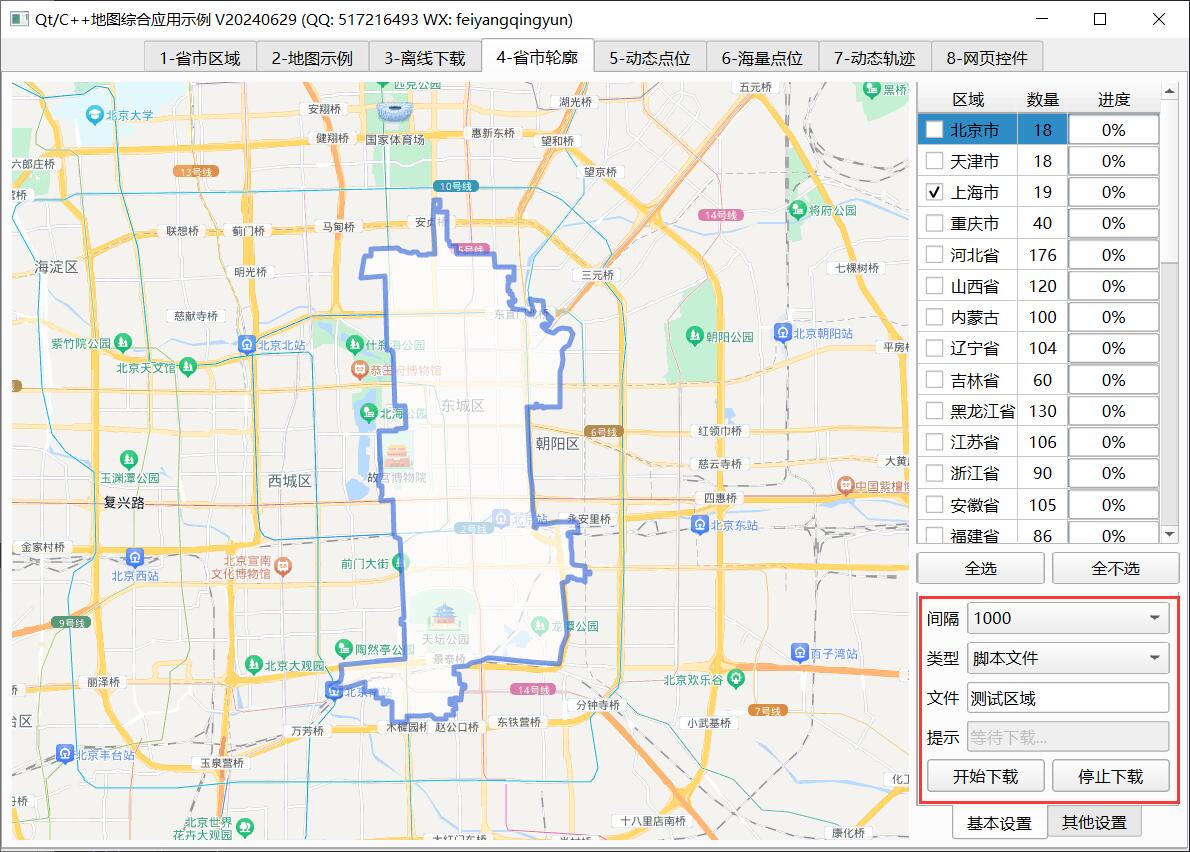 Qt/C++地图综合应用示例 V20240629 (QQ: 517216493 WX: feiyangqingyun)
1-省市区域 2-地图示例 3-离线下载 4-省市轮廓 5-动态点位 6-海量点位 7-动态轨迹 8-网页控件
匹克公园
五元桥
黑桥
北京大学
安翔桥
湖光桥
健翔桥
国家体育场
惠新东桥
望和桥
六郎庄桥
13号线
望京桥
10号线
联想桥
蓟门桥
马甸桥
安贞桥
14号线
将府公园
5号线
海淀区
明光桥
三元桥
七棵树桥
慈献寺桥
东直门北桥
紫竹院公园
北京北站
什刹海公园
朝阳公园
北京朝阳站
平房桥
北京天文馆
恭王府博物馆
东城区
北海公园
6号线
红领巾桥
朝阳区
玉渊潭公园
故宫博物院
慈云寺桥
大黄
西城区
中国紫檀博
复兴路
四惠桥
2号线
北京站
永安里桥
北京东站
金家村桥
北京西站
北京宣南
文化博物馆
前门大街
9号线
天坛公园
龙潭公园
陶然亭公园
景泰桥
北京大观园
百子湾站
丽泽桥
北京南站
14号线
北京欢乐谷
台区
万芳桥
木樨园桥
赵公口桥
东铁营桥
分钟寺桥
7号线
小武基桥
北京丰台站
玉泉营桥
化工
北京世界
花卉大观园
大红门东桥
十八里店南桥
康化桥
区域 数量 进度
北京市 18 0%
天津市 18 0%
上海市 19 0%
重庆市 40 0%
河北省 176 0%
山西省 120 0%
内蒙古 100 0%
辽宁省 104 0%
吉林省 60 0%
黑龙江省 130 0%
江苏省 106 0%
浙江省 90 0%
安徽省 105 0%
福建省 86 0%
全选 全不选
间隔 1000
类型 脚本文件
文件 测试区域
提示 等待下载...
开始下载 停止下载
基本设置 其他设置